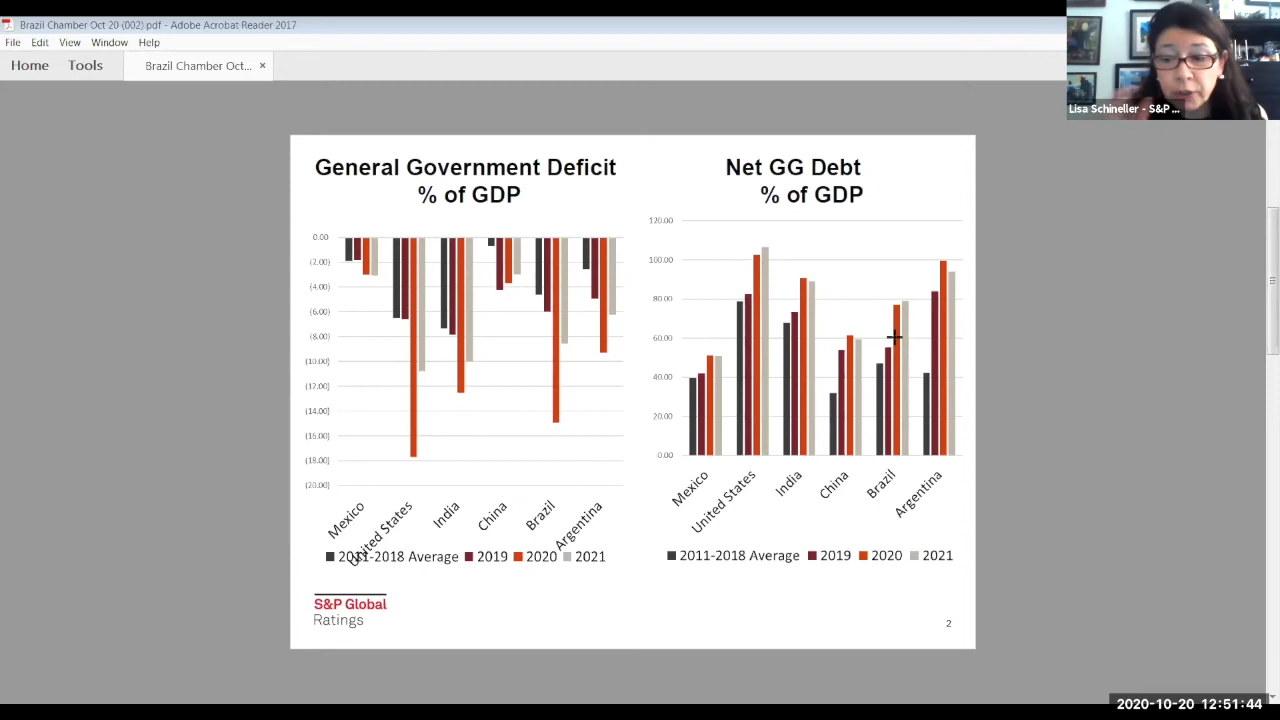 Brazil Chamber Oct 20 (002).pdf - Adobe Acrobat Reader 2017
File Edit View Window Help
Home Tools Brazil Chamber Oct... ×
Lisa Schineller - S&P ...
General Government Deficit
% of GDP
0.00
(2.00)
(4.00)
(6.00)
(8.00)
(10.00)
(12.00)
(14.00)
(16.00)
(18.00)
(20.00)
Mexico
United States
India
China
Brazil
Argentina
2011-2018 Average 2019 2020 2021
Net GG Debt
% of GDP
120.00
100.00
80.00
60.00
40.00
20.00
0.00
Mexico
United States
India
China
Brazil
Argentina
2011-2018 Average 2019 2020 2021
S&P Global
Ratings
2
2020-10-20 12:51:44